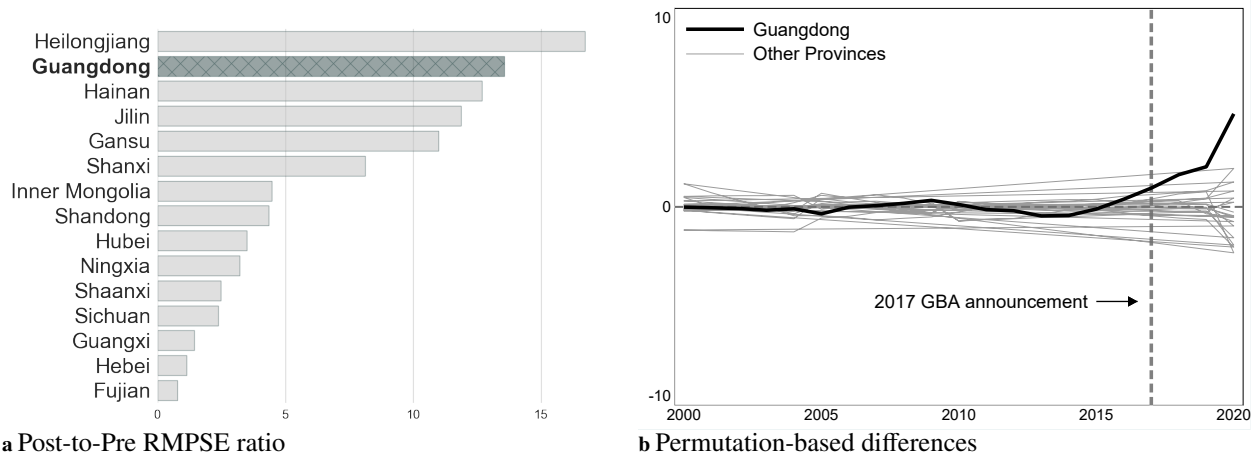 Heilongjiang
Guangdong
Hainan
Jilin
Gansu
Shanxi
Inner Mongolia
Shandong
Hubei
Ningxia
Shaanxi
Sichuan
Guangxi
Hebei
Fujian
0 5 10 15
a Post-to-Pre RMPSE ratio
10
0
-10
Guangdong
Other Provinces
2017 GBA announcement
2000 2005 2010 2015 2020
b Permutation-based differences